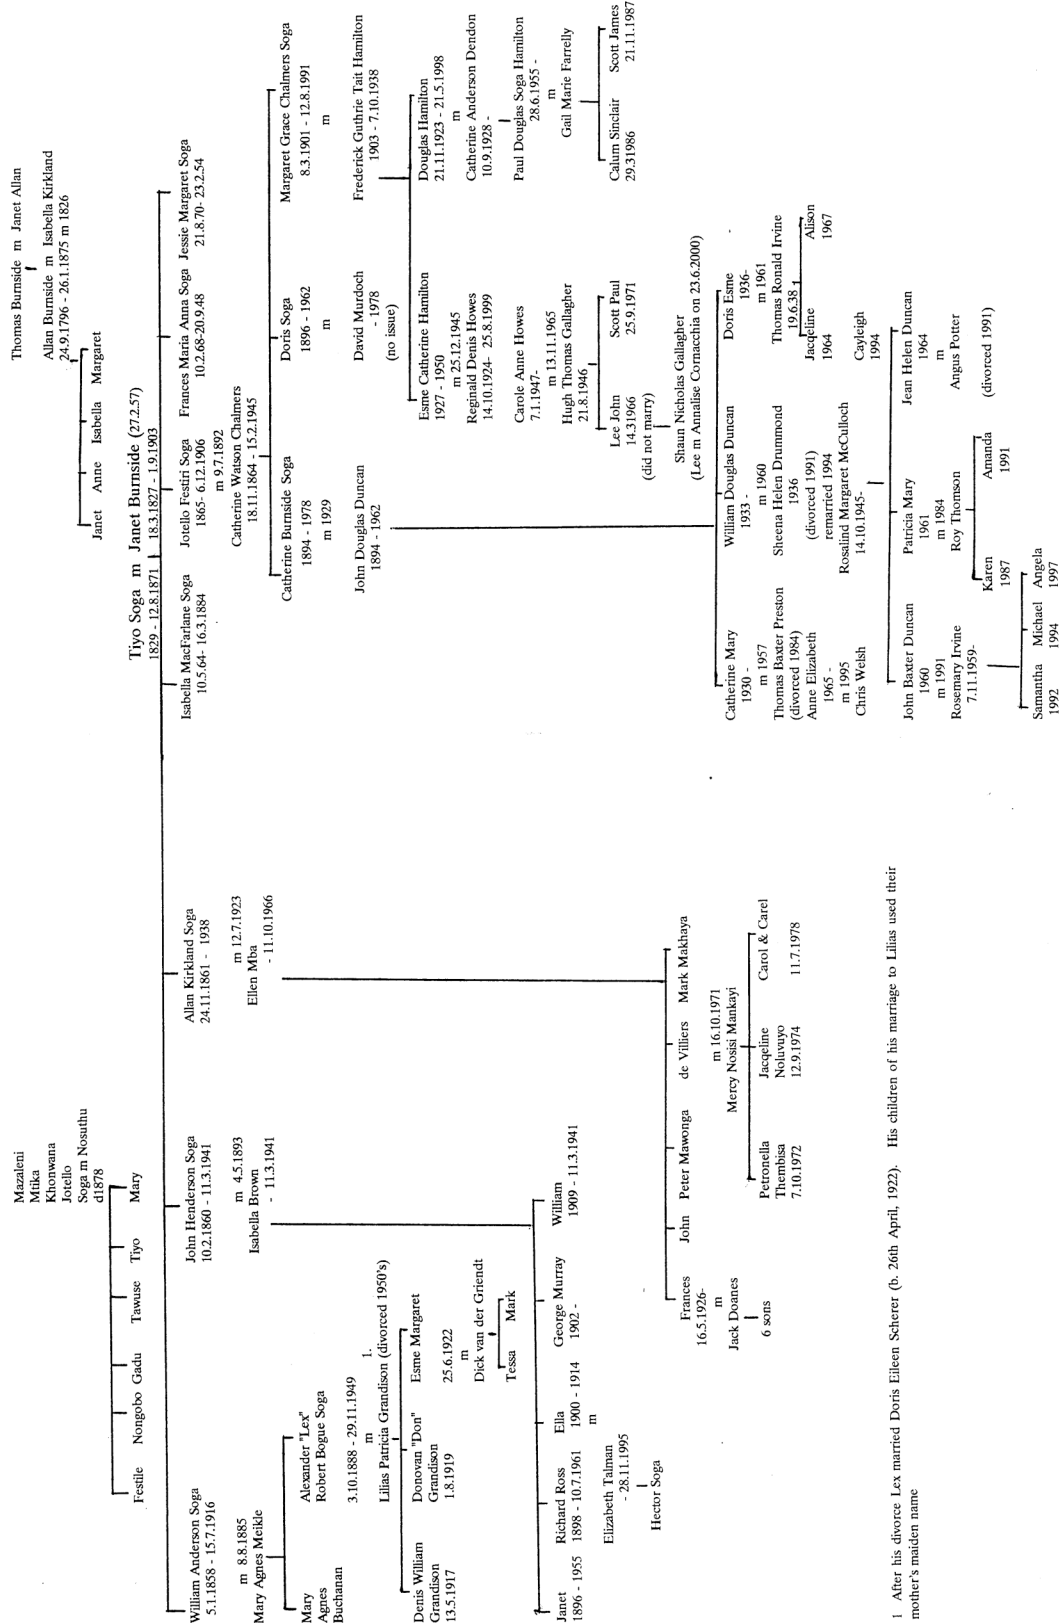 Thomas Burnside m Janet Allan
Allan Burnside m Isabella Kirkland
24.9.1796 - 26.1.1875 m 1826
Janet Anne Isabella Margaret
Mazaleni
Mtika
Khonwana
Jotello
Soga m Nosuthu
d1878
Festile Nongobo Gadu Tawuse Tiyo Mary
Tiyo Soga m Janet Burnside (27.2.57)
1829 - 12.8.1871 18.3.1827 - 1.9.1903
William Anderson Soga
5.1.1858 - 15.7.1916
m 8.8.1885
Mary Agnes Meikle
Mary
Agnes
Buchanan
Alexander "Lex"
Robert Bogue Soga
3.10.1888 - 29.11.1949
m 1.
Lilias Patricia Grandison (divorced 1950's)
Denis William
Grandison
13.5.1917
Donovan "Don"
Grandison
1.8.1919
Esme Margaret
25.6.1922
m
Dick van der Griendt
Tessa Mark
John Henderson Soga
10.2.1860 - 11.3.1941
m 4.5.1893
Isabella Brown
- 11.3.1941
Janet
1896 - 1955
Richard Ross
1898 - 10.7.1961
Ella
1900 - 1914
m
Elizabeth Talman
- 28.11.1995
Hector Soga
George Murray
1902 -
William
1909 - 11.3.1941
Allan Kirkland Soga
24.11.1861 - 1938
m 12.7.1923
Ellen Mba
- 11.10.1966
Frances
16.5.1926-
m
Jack Doanes
6 sons
John Peter Mawonga de Villiers Mark Makhaya
m 16.10.1971
Mercy Nosisi Mankayi
Petronella
Thembisa
7.10.1972
Jacqeline
Noluvuyo
12.9.1974
Carol & Carel
11.7.1978
Isabella MacFarlane Soga
10.5.64- 16.3.1884
Jotello Festiri Soga
1865- 6.12.1906
m 9.7.1892
Catherine Watson Chalmers
18.11.1864 - 15.2.1945
Frances Maria Anna Soga
10.2.68-20.9.48
Jessie Margaret Soga
21.8.70- 23.2.54
Catherine Burnside Soga
1894 - 1978
m 1929
John Douglas Duncan
1894 - 1962
Doris Soga
1896 - 1962
m
David Murdoch
- 1978
(no issue)
Margaret Grace Chalmers Soga
8.3.1901 - 12.8.1991
m
Frederick Guthrie Tait Hamilton
1903 - 7.10.1938
Esme Catherine Hamilton
1927 - 1950
m 25.12.1945
Reginald Denis Howes
14.10.1924- 25.8.1999
Carole Anne Howes
7.1.1947-
m 13.11.1965
Hugh Thomas Gallagher
21.8.1946
Lee John
14.31966
(did not marry)
Scott Paul
25.9.1971
Shaun Nicholas Gallagher
(Lee m Annalise Cornacchia on 23.6.2000)
Douglas Hamilton
21.11.1923 - 21.5.1998
m
Catherine Anderson Dendon
10.9.1928 -
Paul Douglas Soga Hamilton
28.6.1955 -
m
Gail Marie Farrelly
Calum Sinclair
29.31986
Scott James
21.11.1987
Catherine Mary
1930 -
m 1957
Thomas Baxter Preston
(divorced 1984)
Anne Elizabeth
1965 -
m 1995
Chris Welsh
William Douglas Duncan
1933 -
m 1960
Sheena Helen Drummond
1936
(divorced 1991)
remarried 1994
Rosalind Margaret McCulloch
14.10.1945-
Doris Esme -
1936-
m 1961
Thomas Ronald Irvine
19.6.38
Jacqeline
1964
Alison
1967
Cayleigh
1994
John Baxter Duncan
1960
m 1991
Rosemary Irvine
7.11.1959-
Patricia Mary
1961
m 1984
Roy Thomson
Jean Helen Duncan
1964
m
Angus Potter
(divorced 1991)
Karen
1987
Amanda
1991
Samantha
1992
Michael
1994
Angela
1997
1 After his divorce Lex married Doris Eileen Scherer (b. 26th April, 1922). His children of his marriage to Lilias used their
mother's maiden name